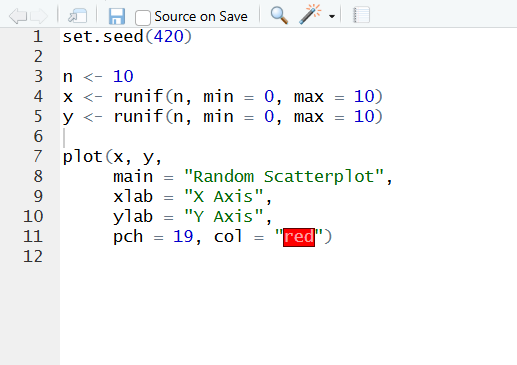 Source on Save
1 set.seed(420)
2
3 n <- 10
4 x <- runif(n, min = 0, max = 10)
5 y <- runif(n, min = 0, max = 10)
6
7 plot(x, y,
8      main = "Random Scatterplot",
9      xlab = "X Axis",
10      ylab = "Y Axis",
11      pch = 19, col = "red")
12